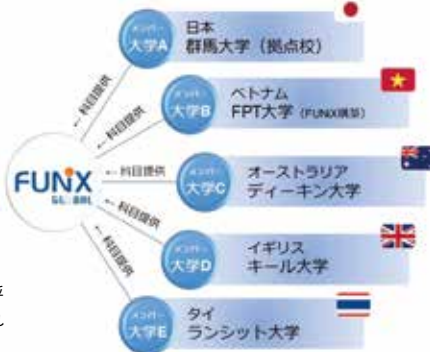 メンバー
大学A
日本
群馬大学（拠点校）
← 科目提供
メンバー
大学B
ベトナム
FPT大学（FUNiX構築）
← 科目提供
メンバー
大学C
オーストラリア
ディーキン大学
← 科目提供
FUNiX
GLOBAL
メンバー
大学D
イギリス
キール大学
← 科目提供
メンバー
大学E
タイ
ランシット大学
← 科目提供